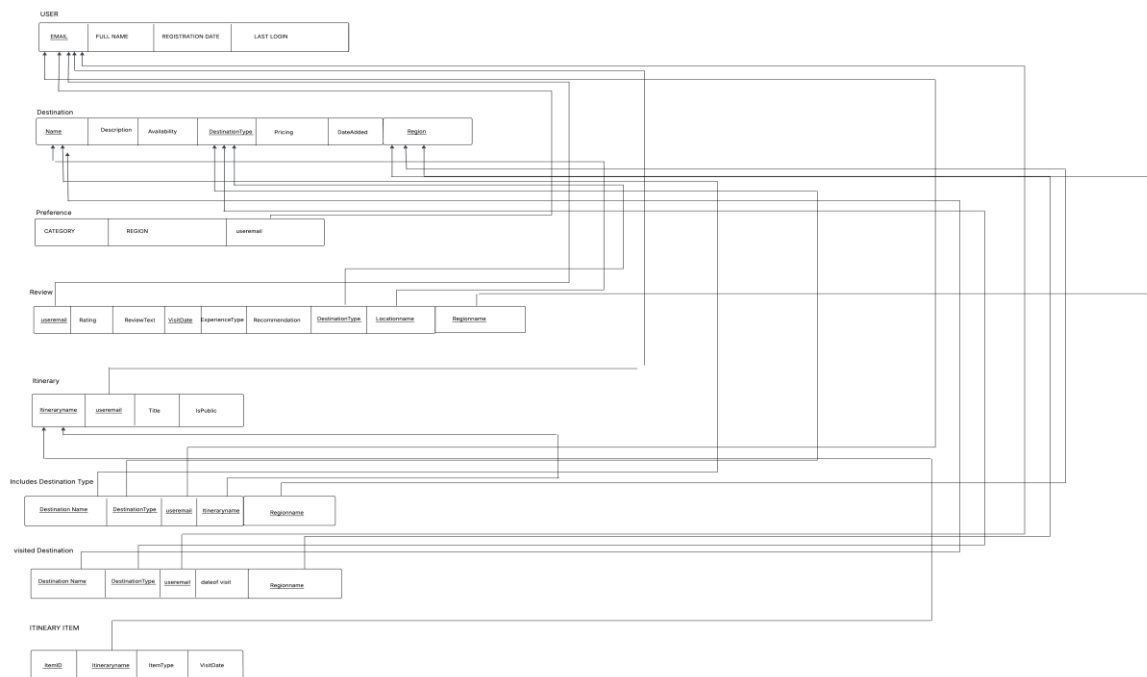 USER
EMAIL FULL NAME REGISTRATION DATE LAST LOGIN
Destination
Name Description Availability DestinationType Pricing DateAdded Region
Preference
CATEGORY REGION useremail
Review
useremail Rating ReviewText VisitDate ExperienceType Recommendation DestinationType Locationname Regionname
Itinerary
Itineraryname useremail Title IsPublic
Includes Destination Type
Destination Name DestinationType useremail Itineraryname Regionname
visited Destination
Destination Name DestinationType useremail dateof visit Regionname
ITINEARY ITEM
ItemID Itineraryname ItemType VisitDate